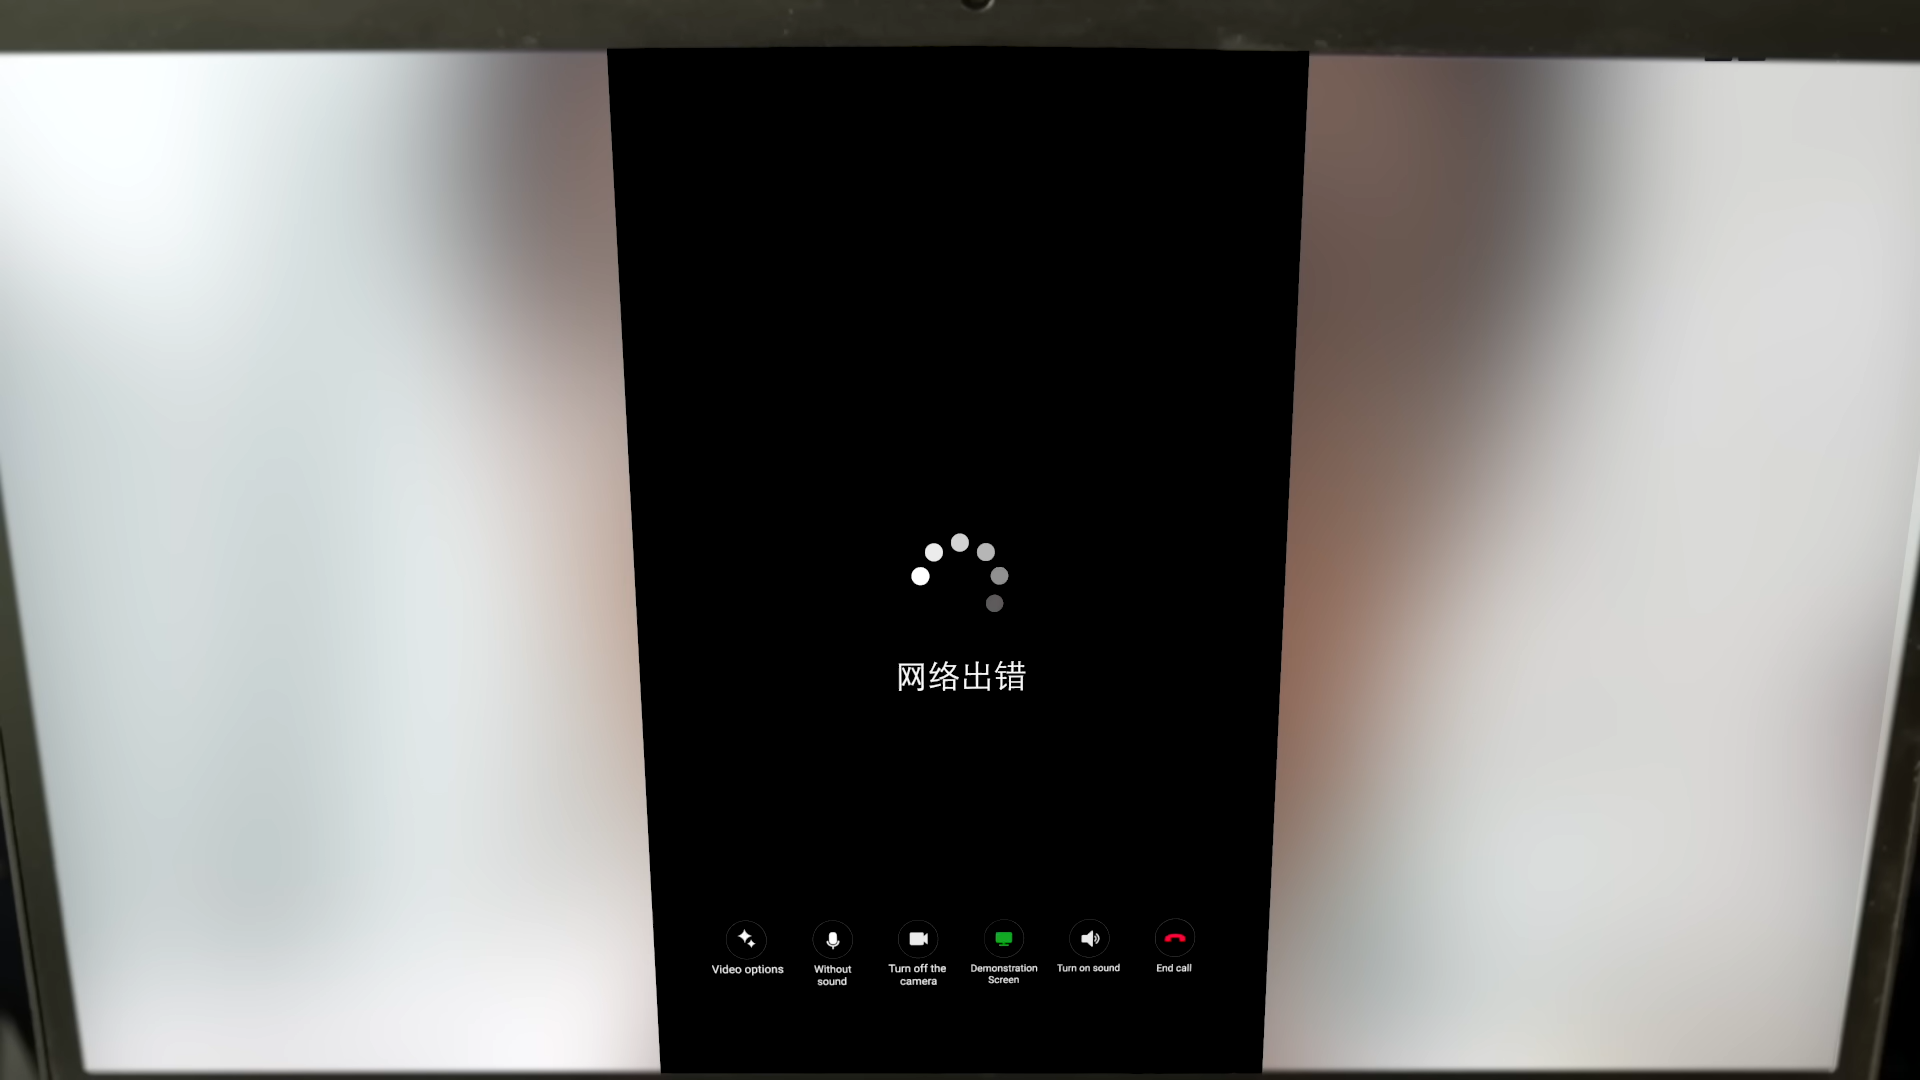 网络出错
Video options
Without
sound
Turn off the
camera
Demonstration
Screen
Turn on sound
End call